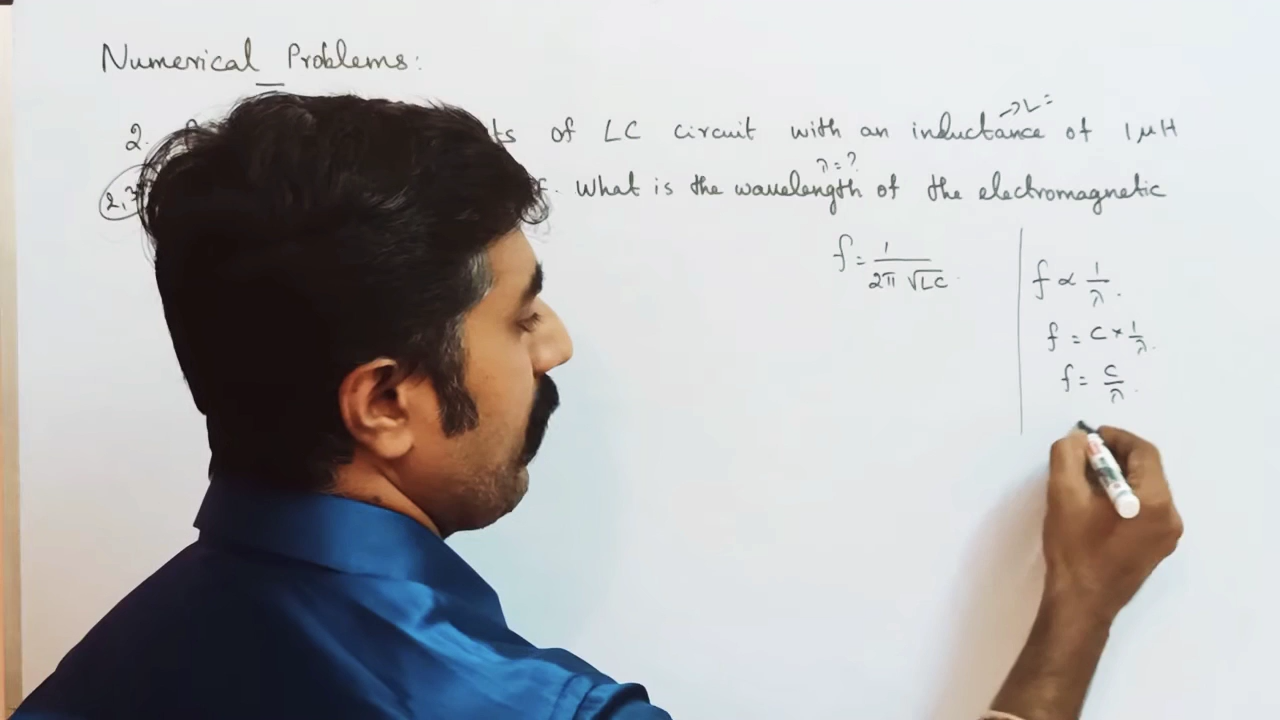 Numerical Problems:
2. of LC circuit with an inductance of 1μH
→ L =
What is the wavelength of the electromagnetic
λ = ?
f = 1 / 2π √LC
f ∝ 1/λ.
f = C × 1/λ.
f = C/λ.